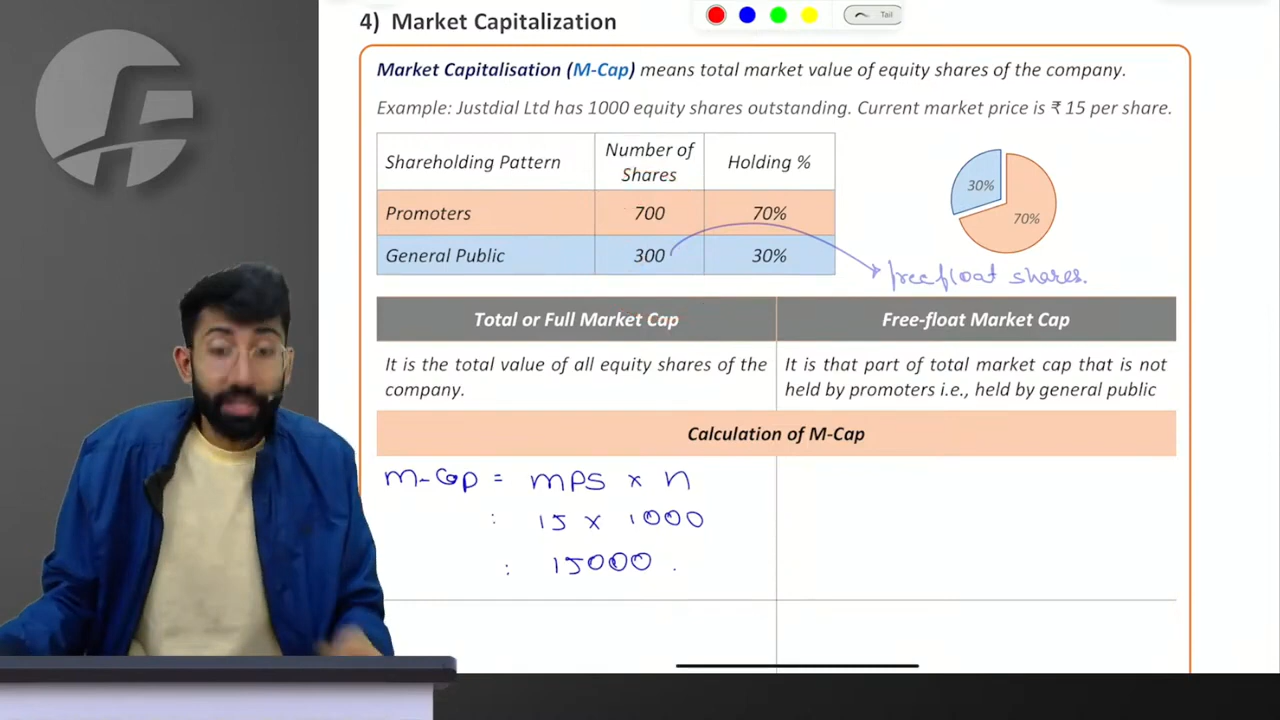 4) Market Capitalization
Tail
Market Capitalisation (M-Cap) means total market value of equity shares of the company.
Example: Justdial Ltd has 1000 equity shares outstanding. Current market price is ₹ 15 per share.
Shareholding Pattern Number of Shares Holding %
Promoters 700 70%
General Public 300 30%
30%
70%
freefloat shares.
Total or Full Market Cap Free-float Market Cap
It is the total value of all equity shares of the
company.
It is that part of total market cap that is not
held by promoters i.e., held by general public
Calculation of M-Cap
M-Cap = MPS x n
: 15 x 1000
: 15000 .